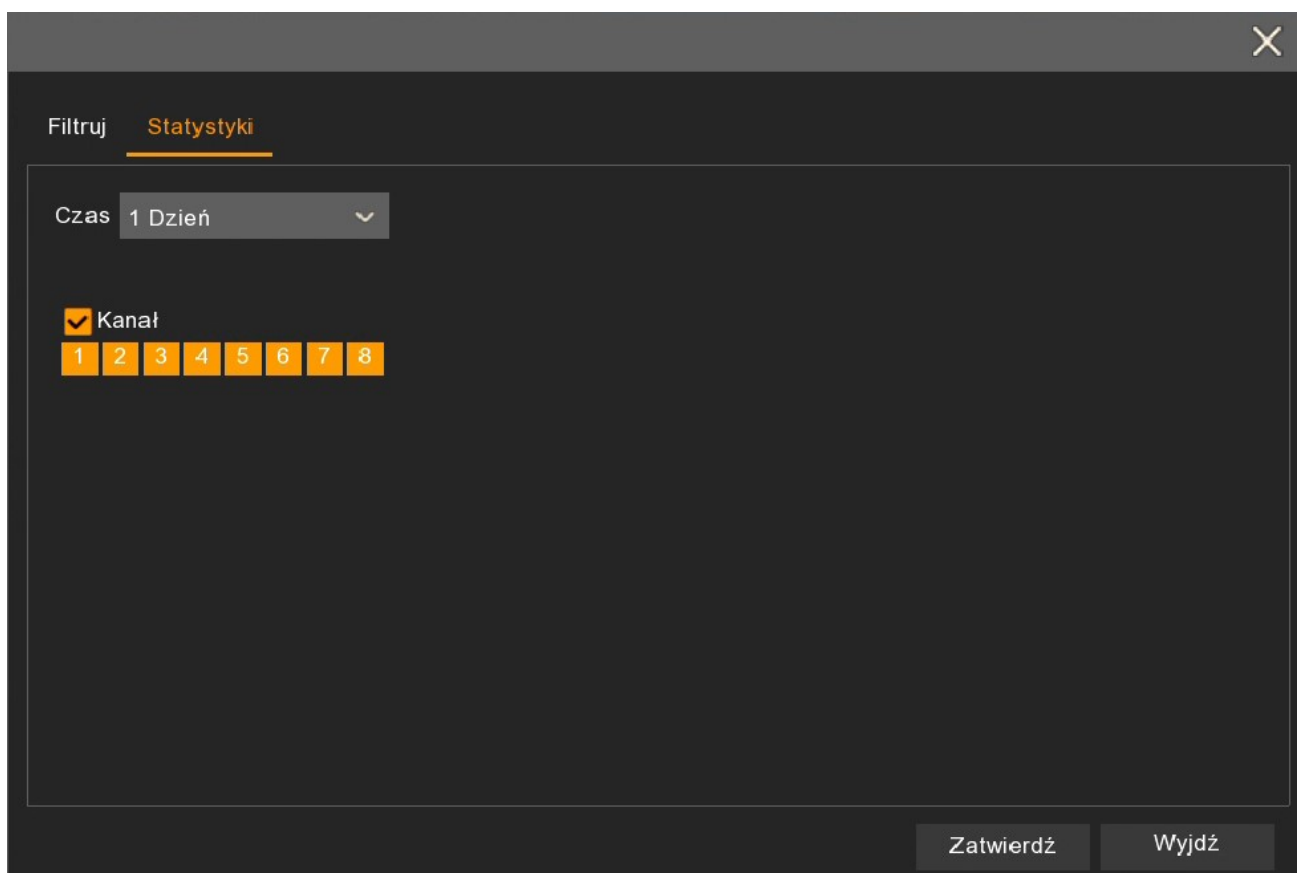 Filtruj Statystyki
Czas 1 Dzień
Kanał
1 2 3 4 5 6 7 8
Zatwierdź Wyjdź